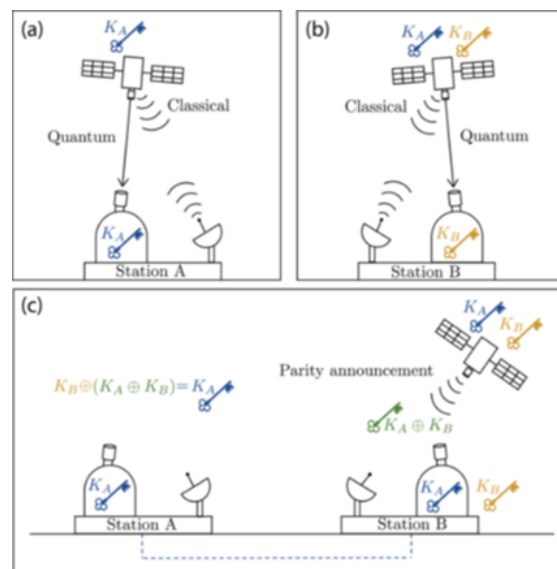 (a)
K_A
Classical
Quantum
K_A
Station A
(b)
K_A
K_B
Classical
Quantum
K_B
Station B
(c)
K_A
K_B
Parity announcement
K_B⊕(K_A ⊕ K_B)=K_A
K_A ⊕ K_B
K_A
K_A
K_B
Station A
Station B